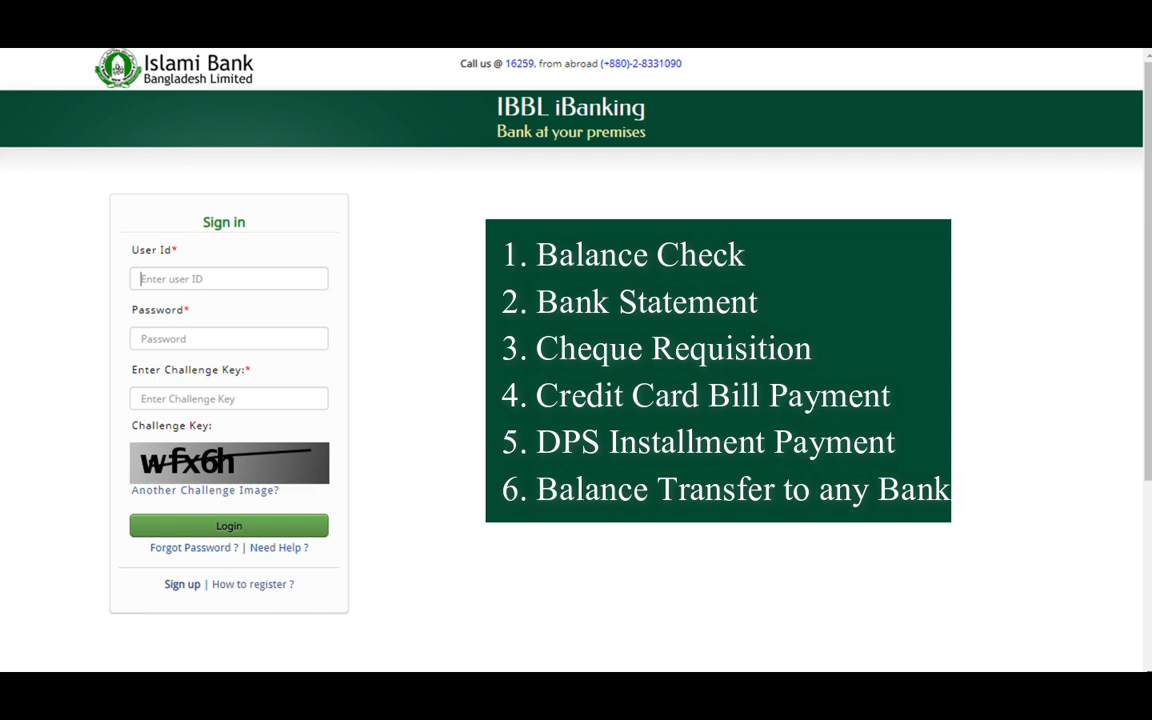 Islami Bank
Bangladesh Limited
Call us @ 16259, from abroad (+880)-2-8331090
IBBL iBanking
Bank at your premises
Sign in
User Id*
Enter user ID
Password*
Password
Enter Challenge Key:*
Enter Challenge Key
Challenge Key:
wfx6h
Another Challenge Image?
Login
Forgot Password ? | Need Help ?
Sign up | How to register ?
1. Balance Check
2. Bank Statement
3. Cheque Requisition
4. Credit Card Bill Payment
5. DPS Installment Payment
6. Balance Transfer to any Bank